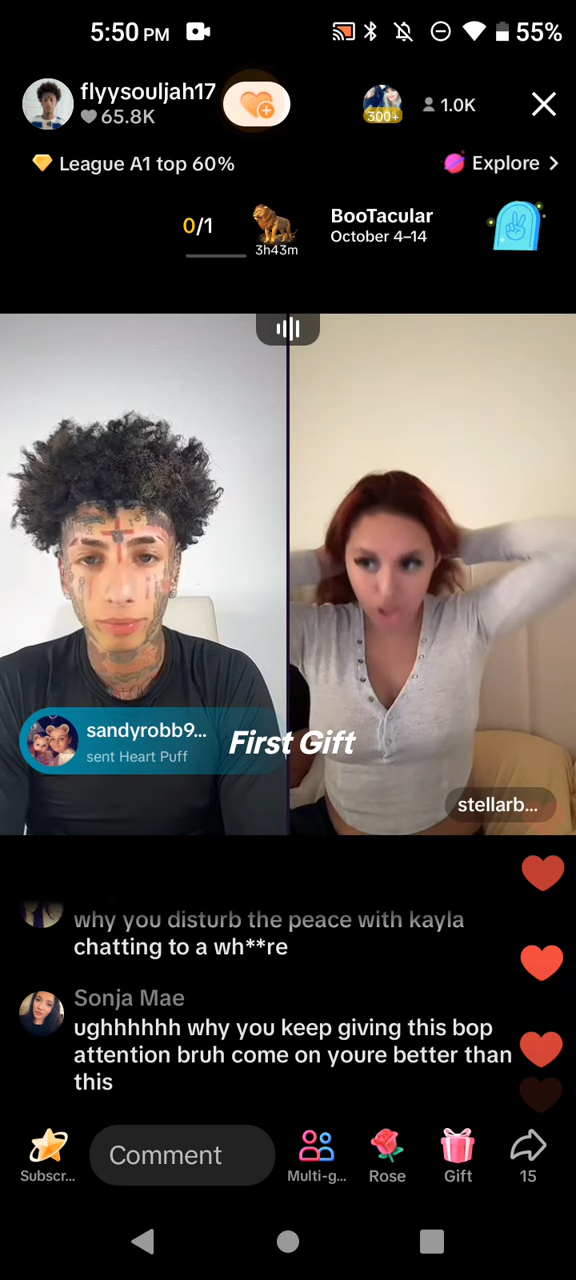 5:50 PM
55%
flyysouljah17
65.8K
300+
1.0K
League A1 top 60%
Explore >
0/1
3h43m
BooTacular
October 4–14
sandyrobb9...
sent Heart Puff
First Gift
stellarb...
why you disturb the peace with kayla
chatting to a wh**re
Sonja Mae
ughhhhhh why you keep giving this bop
attention bruh come on youre better than
this
Subscr...
Comment
Multi-g...
Rose
Gift
15